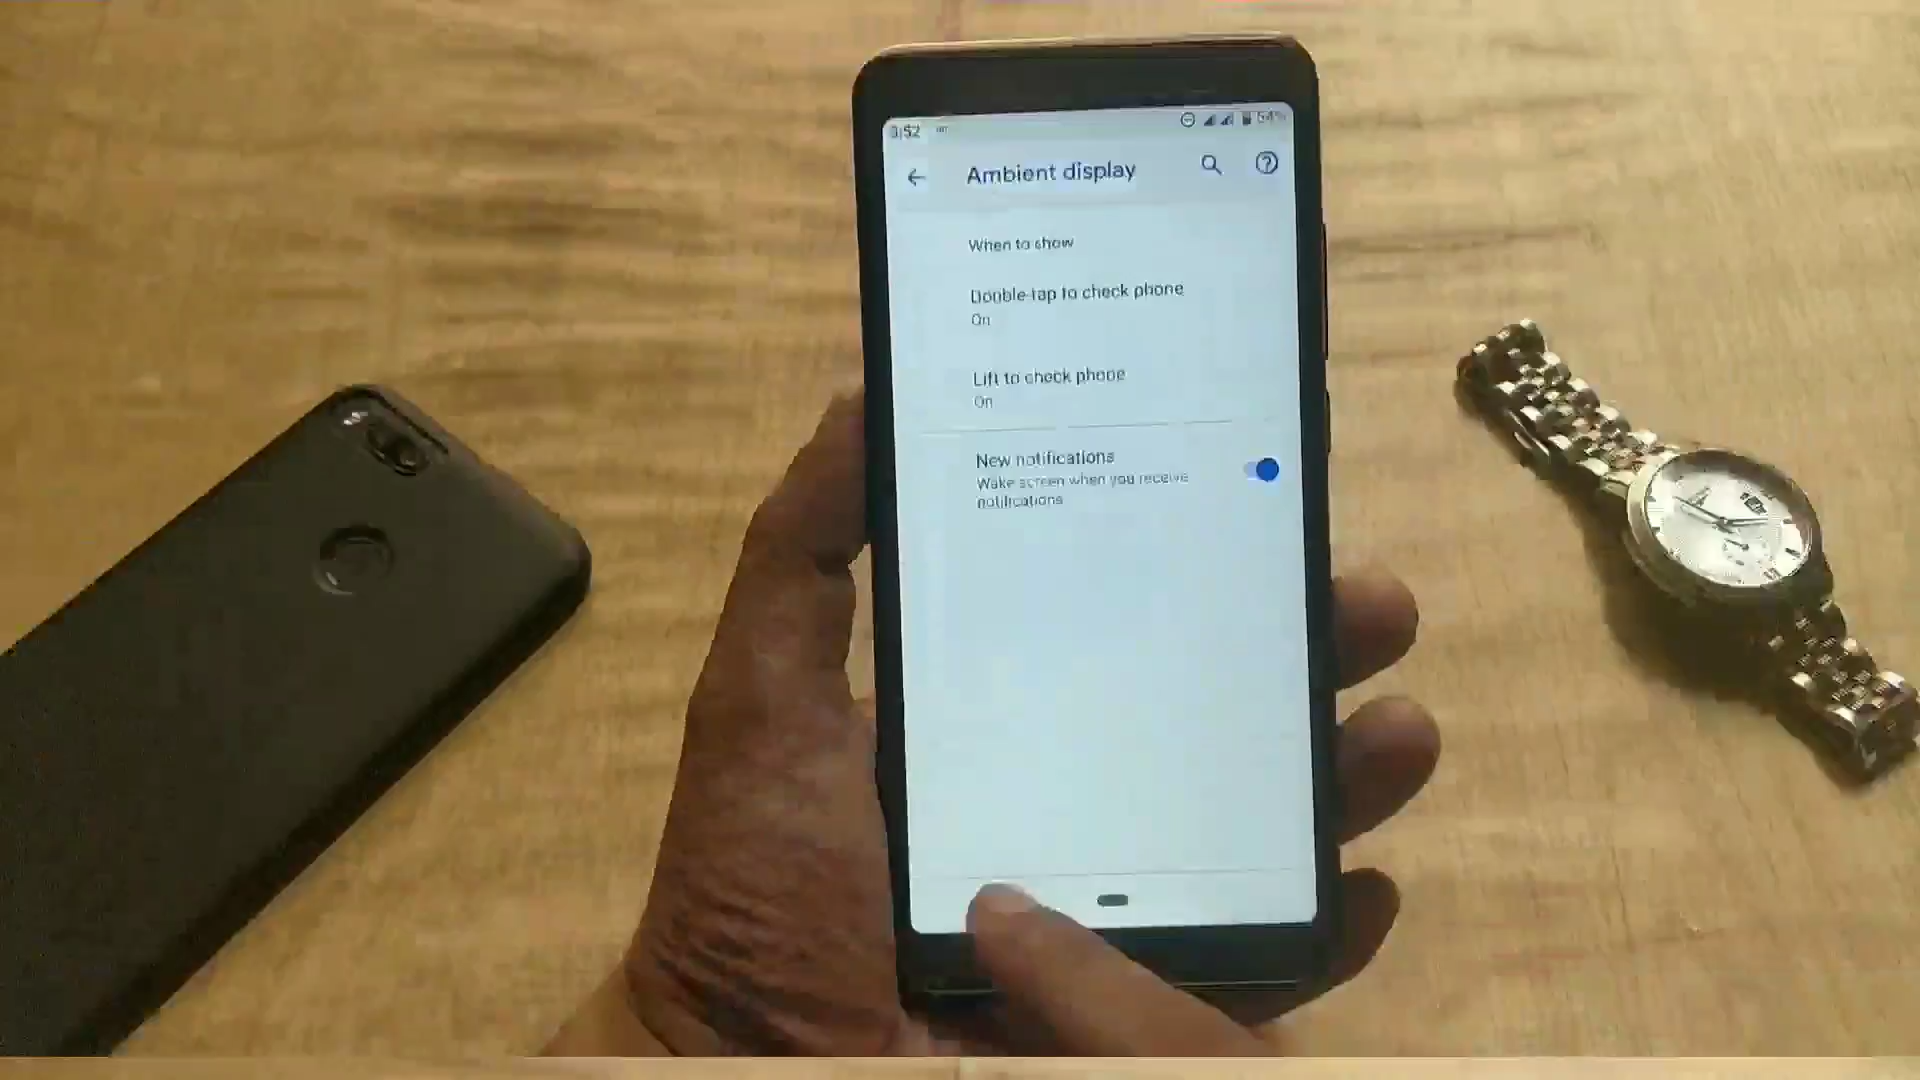 3:52
54%
Ambient display
When to show
Double-tap to check phone
On
Lift to check phone
On
New notifications
Wake screen when you receive
notifications